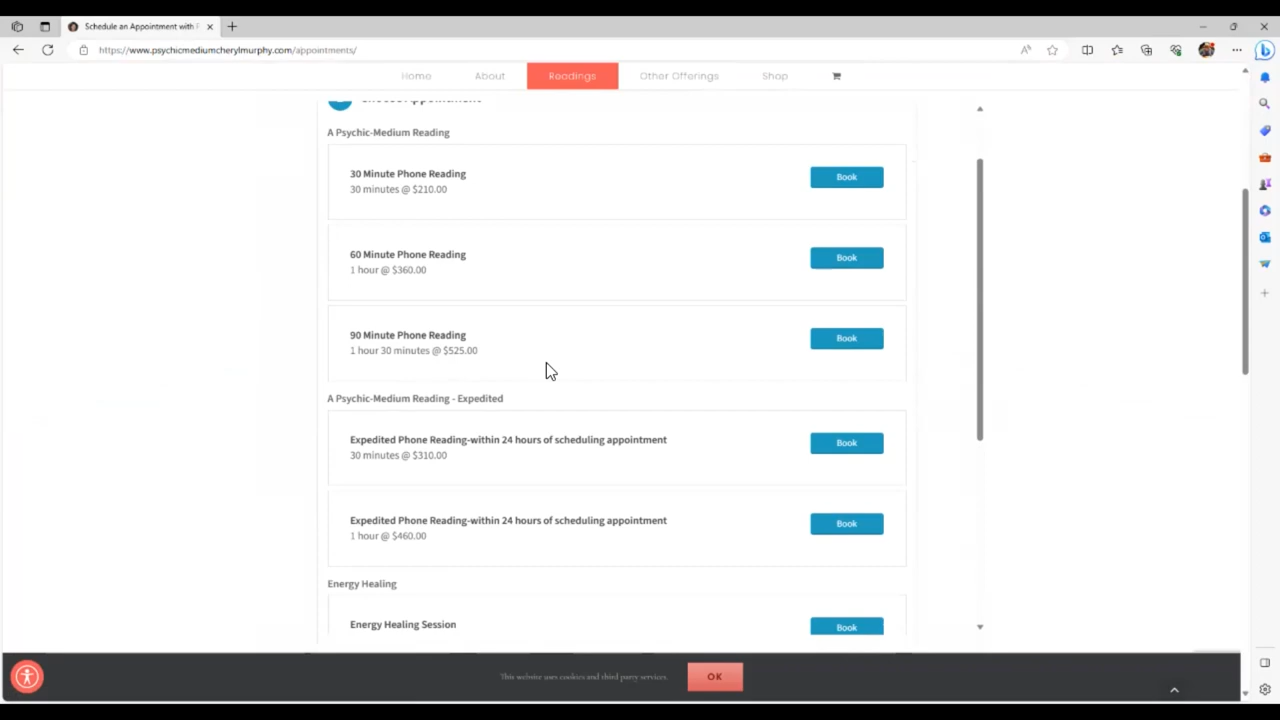 Schedule an Appointment with
https://www.psychicmediumcherylmurphy.com/appointments/
Home About Readings Other Offerings Shop
Choose Appointment
A Psychic-Medium Reading
30 Minute Phone Reading
30 minutes @ $210.00
Book
60 Minute Phone Reading
1 hour @ $360.00
Book
90 Minute Phone Reading
1 hour 30 minutes @ $525.00
Book
A Psychic-Medium Reading - Expedited
Expedited Phone Reading-within 24 hours of scheduling appointment
30 minutes @ $310.00
Book
Expedited Phone Reading-within 24 hours of scheduling appointment
1 hour @ $460.00
Book
Energy Healing
Energy Healing Session
Book
This website uses cookies and third party services.
OK